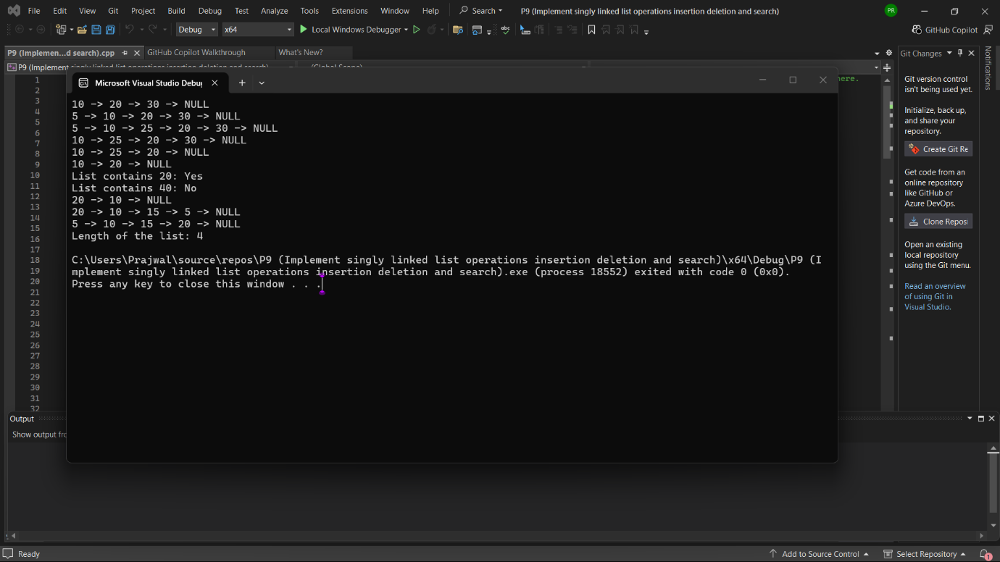 File Edit View Git Project Build Debug Test Analyze Tools Extensions Window Help Search P9 (Implement singly linked list operations insertion deletion and search) PR
Debug x64 Local Windows Debugger GitHub Copilot
P9 (Implemen...d search).cpp GitHub Copilot Walkthrough What's New? Git Changes Notifications
Microsoft Visual Studio Debu
here.
1
2
3
4
5
6
7
8
9
10
11
12
13
14
15
16
17
18
19
20
21
22
23
24
25
26
27
28
29
30
31
32
10 -> 20 -> 30 -> NULL
5 -> 10 -> 20 -> 30 -> NULL
5 -> 10 -> 25 -> 20 -> 30 -> NULL
10 -> 25 -> 20 -> 30 -> NULL
10 -> 25 -> 20 -> NULL
10 -> 20 -> NULL
List contains 20: Yes
List contains 40: No
20 -> 10 -> NULL
20 -> 10 -> 15 -> 5 -> NULL
5 -> 10 -> 15 -> 20 -> NULL
Length of the list: 4
C:\Users\Prajwal\source\repos\P9 (Implement singly linked list operations insertion deletion and search)\x64\Debug\P9 (I
mplement singly linked list operations insertion deletion and search).exe (process 18552) exited with code 0 (0x0).
Press any key to close this window . . .
Git version control
isn't being used yet.
Initialize, back up,
and share your
repository.
Create Git Re
Get code from an
online repository
like GitHub or
Azure DevOps.
Clone Reposi
Open an existing
local repository
using the Git menu.
Read an overview
of using Git in
Visual Studio.
Output
Show output fro
Ready Add to Source Control Select Repository 1